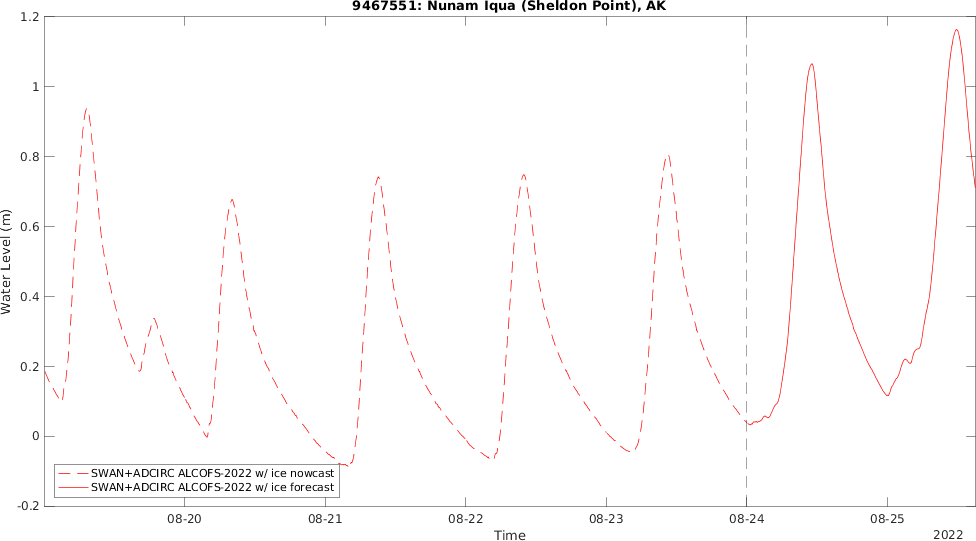 9467551: Nunam Iqua (Sheldon Point), AK
1.2
1
0.8
0.6
0.4
0.2
0
-0.2
Water Level (m)
SWAN+ADCIRC ALCOFS-2022 w/ ice nowcast
SWAN+ADCIRC ALCOFS-2022 w/ ice forecast
08-20 08-21 08-22 08-23 08-24 08-25
Time
2022